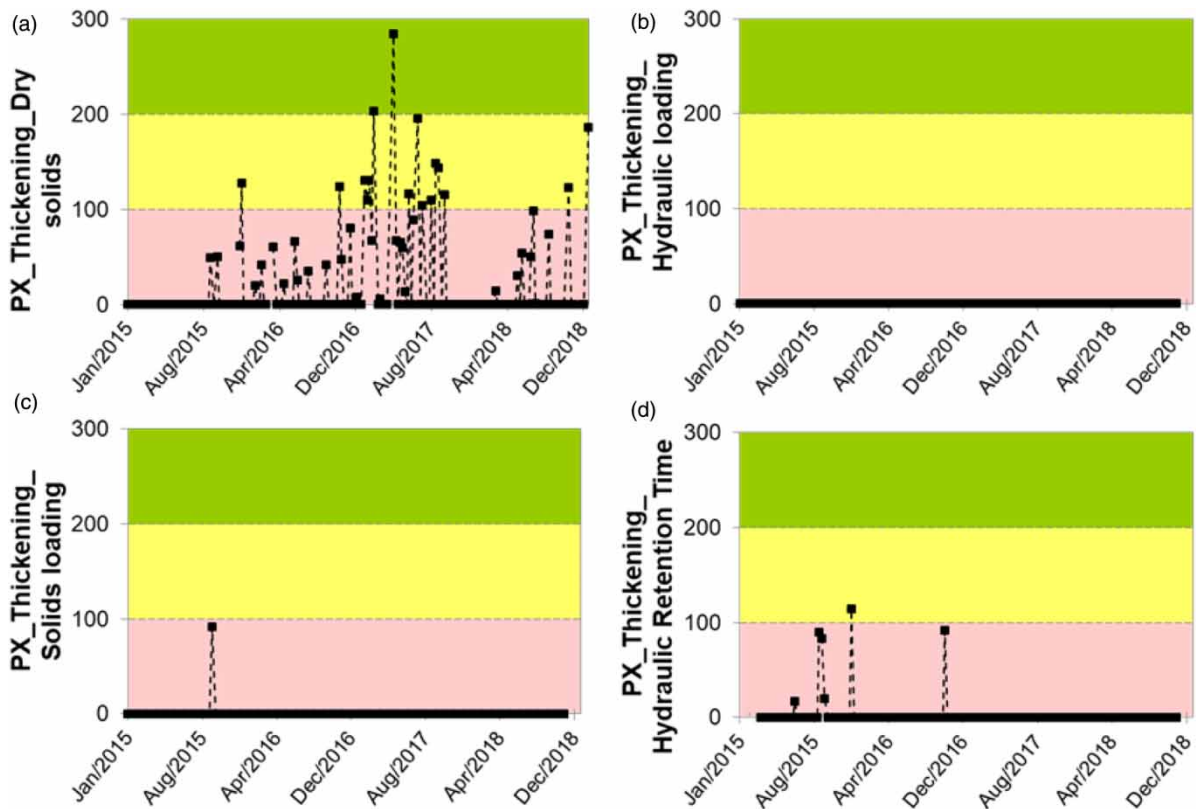 (a)
300
200
100
0
PX_Thickening_Dry
solids
Jan/2015
Aug/2015
Apr/2016
Dec/2016
Aug/2017
Apr/2018
Dec/2018
(b)
300
200
100
0
PX_Thickening_
Hydraulic loading
Jan/2015
Aug/2015
Apr/2016
Dec/2016
Aug/2017
Apr/2018
Dec/2018
(c)
300
200
100
0
PX_Thickening_
Solids loading
Jan/2015
Aug/2015
Apr/2016
Dec/2016
Aug/2017
Apr/2018
Dec/2018
(d)
300
200
100
0
PX_Thickening_
Hydraulic Retention Time
Jan/2015
Aug/2015
Apr/2016
Dec/2016
Aug/2017
Apr/2018
Dec/2018